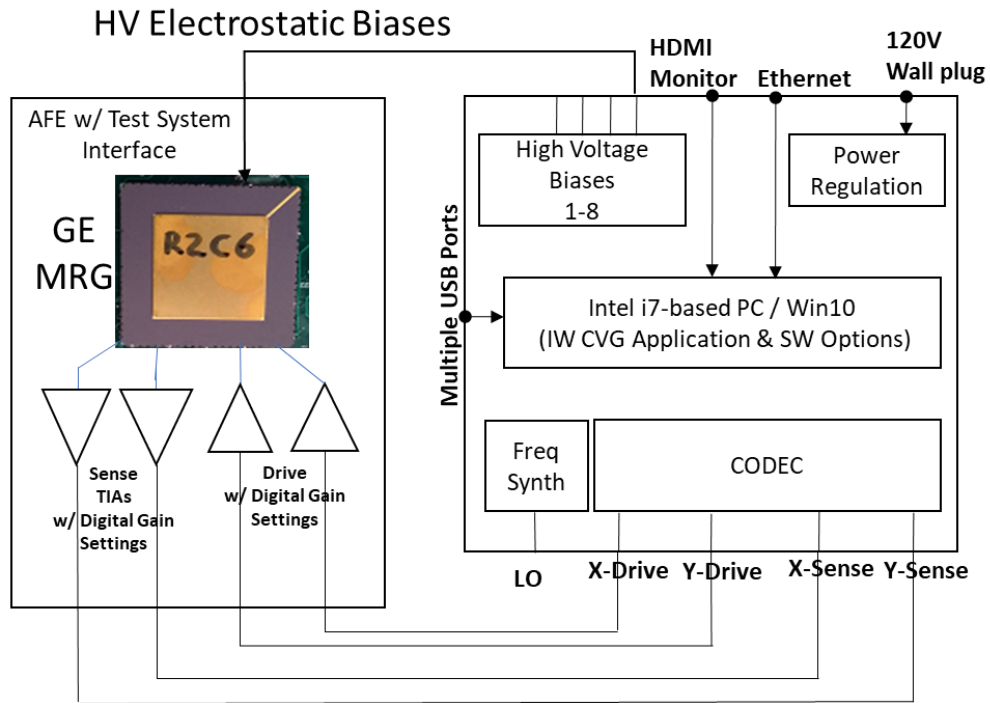 HV Electrostatic Biases
HDMI
Monitor
Ethernet
120V
Wall plug
AFE w/ Test System
Interface
GE
MRG
R2C6
High Voltage
Biases
1-8
Power
Regulation
Multiple USB Ports
Intel i7-based PC / Win10
(IW CVG Application & SW Options)
Freq
Synth
CODEC
Sense
TIAs
w/ Digital Gain
Settings
Drive
w/ Digital Gain
Settings
LO
X-Drive
Y-Drive
X-Sense
Y-Sense